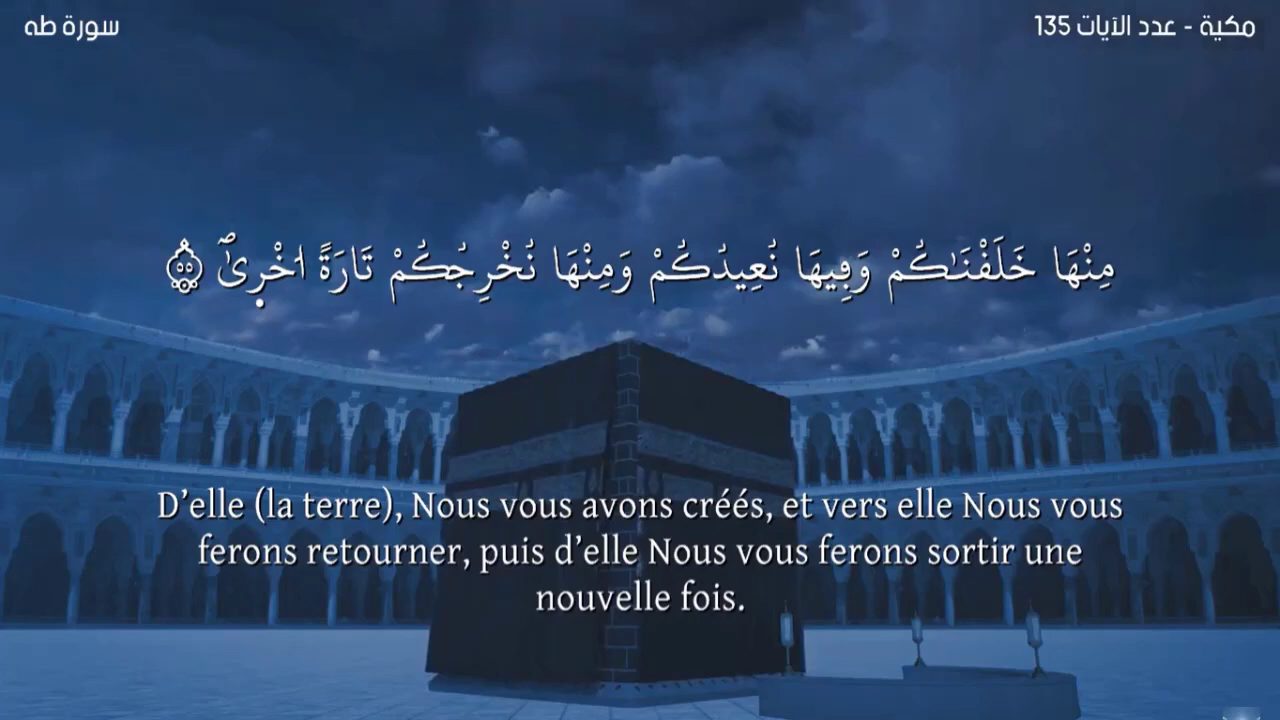 سورة طه
مكية - عدد الآيات 135
مِنْهَا خَلَقْنَٰكُمْ وَفِيهَا نُعِيدُكُمْ وَمِنْهَا نُخْرِجُكُمْ تَارَةً ا۟خْر۪يٰۖ ۝٥٥
D’elle (la terre), Nous vous avons créés, et vers elle Nous vous
ferons retourner, puis d’elle Nous vous ferons sortir une
nouvelle fois.